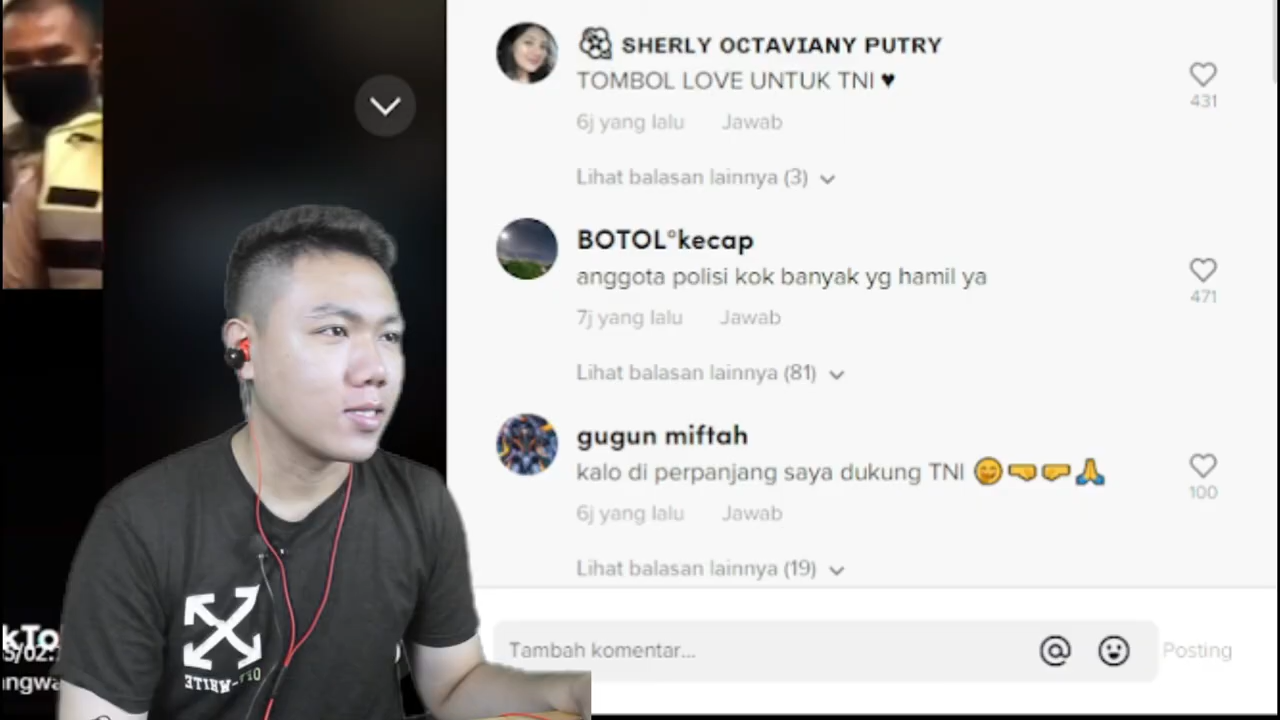 SHERLY OCTAVIANY PUTRY
TOMBOL LOVE UNTUK TNI ♥
431
6j yang lalu Jawab
Lihat balasan lainnya (3)
BOTOL°kecap
anggota polisi kok banyak yg hamil ya
471
7j yang lalu Jawab
Lihat balasan lainnya (81)
gugun miftah
kalo di perpanjang saya dukung TNI 😄🤜🤛🙏
100
6j yang lalu Jawab
Lihat balasan lainnya (19)
Tambah komentar...
Posting
kTo
ngwa